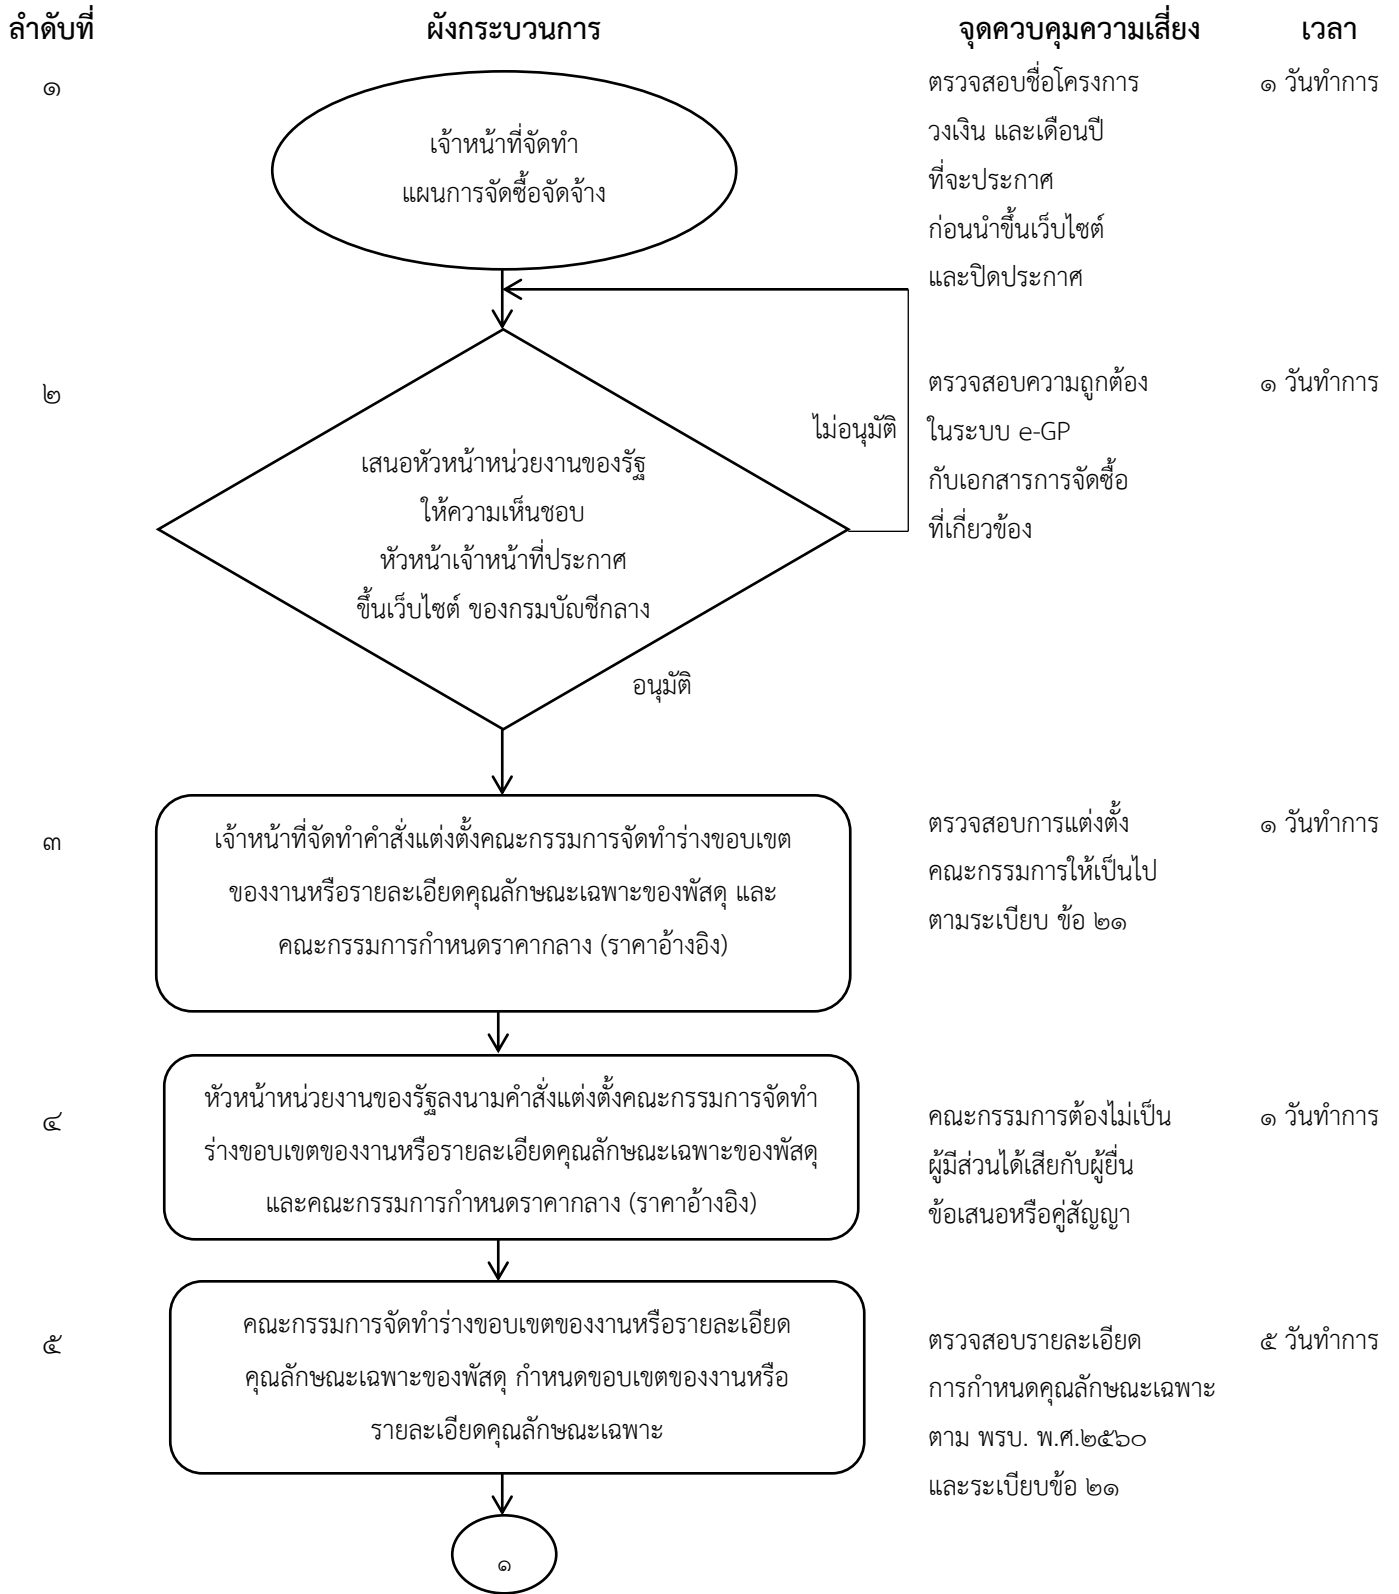 ลำดับที่ ผังกระบวนการ จุดควบคุมความเสี่ยง เวลา
๑
เจ้าหน้าที่จัดทำ
แผนการจัดซื้อจัดจ้าง
ตรวจสอบชื่อโครงการ
วงเงิน และเดือนปี
ที่จะประกาศ
ก่อนนำขึ้นเว็บไซต์
และปิดประกาศ
๑ วันทำการ
๒
เสนอหัวหน้าหน่วยงานของรัฐ
ให้ความเห็นชอบ
หัวหน้าเจ้าหน้าที่ประกาศ
ขึ้นเว็บไซต์ ของกรมบัญชีกลาง
ไม่อนุมัติ
อนุมัติ
ตรวจสอบความถูกต้อง
ในระบบ e-GP
กับเอกสารการจัดซื้อ
ที่เกี่ยวข้อง
๑ วันทำการ
๓
เจ้าหน้าที่จัดทำคำสั่งแต่งตั้งคณะกรรมการจัดทำร่างขอบเขต
ของงานหรือรายละเอียดคุณลักษณะเฉพาะของพัสดุ และ
คณะกรรมการกำหนดราคากลาง (ราคาอ้างอิง)
ตรวจสอบการแต่งตั้ง
คณะกรรมการให้เป็นไป
ตามระเบียบ ข้อ ๒๑
๑ วันทำการ
๔
หัวหน้าหน่วยงานของรัฐลงนามคำสั่งแต่งตั้งคณะกรรมการจัดทำ
ร่างขอบเขตของงานหรือรายละเอียดคุณลักษณะเฉพาะของพัสดุ
และคณะกรรมการกำหนดราคากลาง (ราคาอ้างอิง)
คณะกรรมการต้องไม่เป็น
ผู้มีส่วนได้เสียกับผู้ยื่น
ข้อเสนอหรือคู่สัญญา
๑ วันทำการ
๕
คณะกรรมการจัดทำร่างขอบเขตของงานหรือรายละเอียด
คุณลักษณะเฉพาะของพัสดุ กำหนดขอบเขตของงานหรือ
รายละเอียดคุณลักษณะเฉพาะ
ตรวจสอบรายละเอียด
การกำหนดคุณลักษณะเฉพาะ
ตาม พรบ. พ.ศ.๒๕๖๐
และระเบียบข้อ ๒๑
๕ วันทำการ
๑